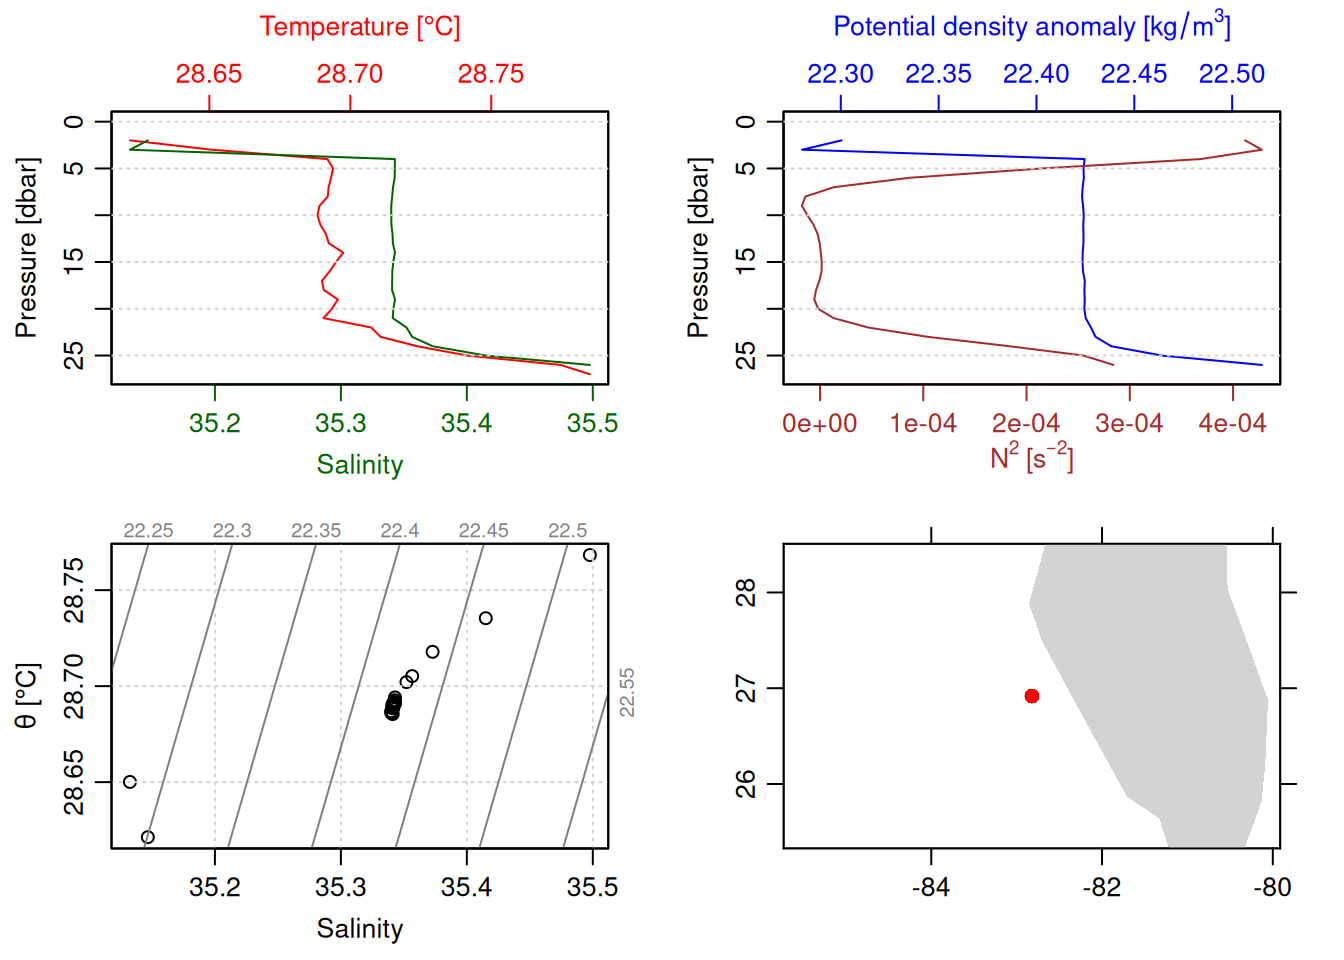 Temperature [°C]
28.65 28.70 28.75
Pressure [dbar]
0 5 15 25
35.2 35.3 35.4 35.5
Salinity
Potential density anomaly [kg/m³]
22.30 22.35 22.40 22.45 22.50
Pressure [dbar]
0 5 15 25
0e+00 1e-04 2e-04 3e-04 4e-04
N² [s⁻²]
22.25 22.3 22.35 22.4 22.45 22.5
22.55
θ [°C]
28.75 28.70 28.65
35.2 35.3 35.4 35.5
Salinity
28 27 26
-84 -82 -80